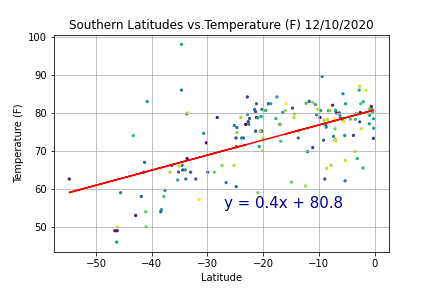 Southern Latitudes vs.Temperature (F) 12/10/2020
Temperature (F)
100
90
80
70
60
50
y = 0.4x + 80.8
−50 −40 −30 −20 −10 0
Latitude